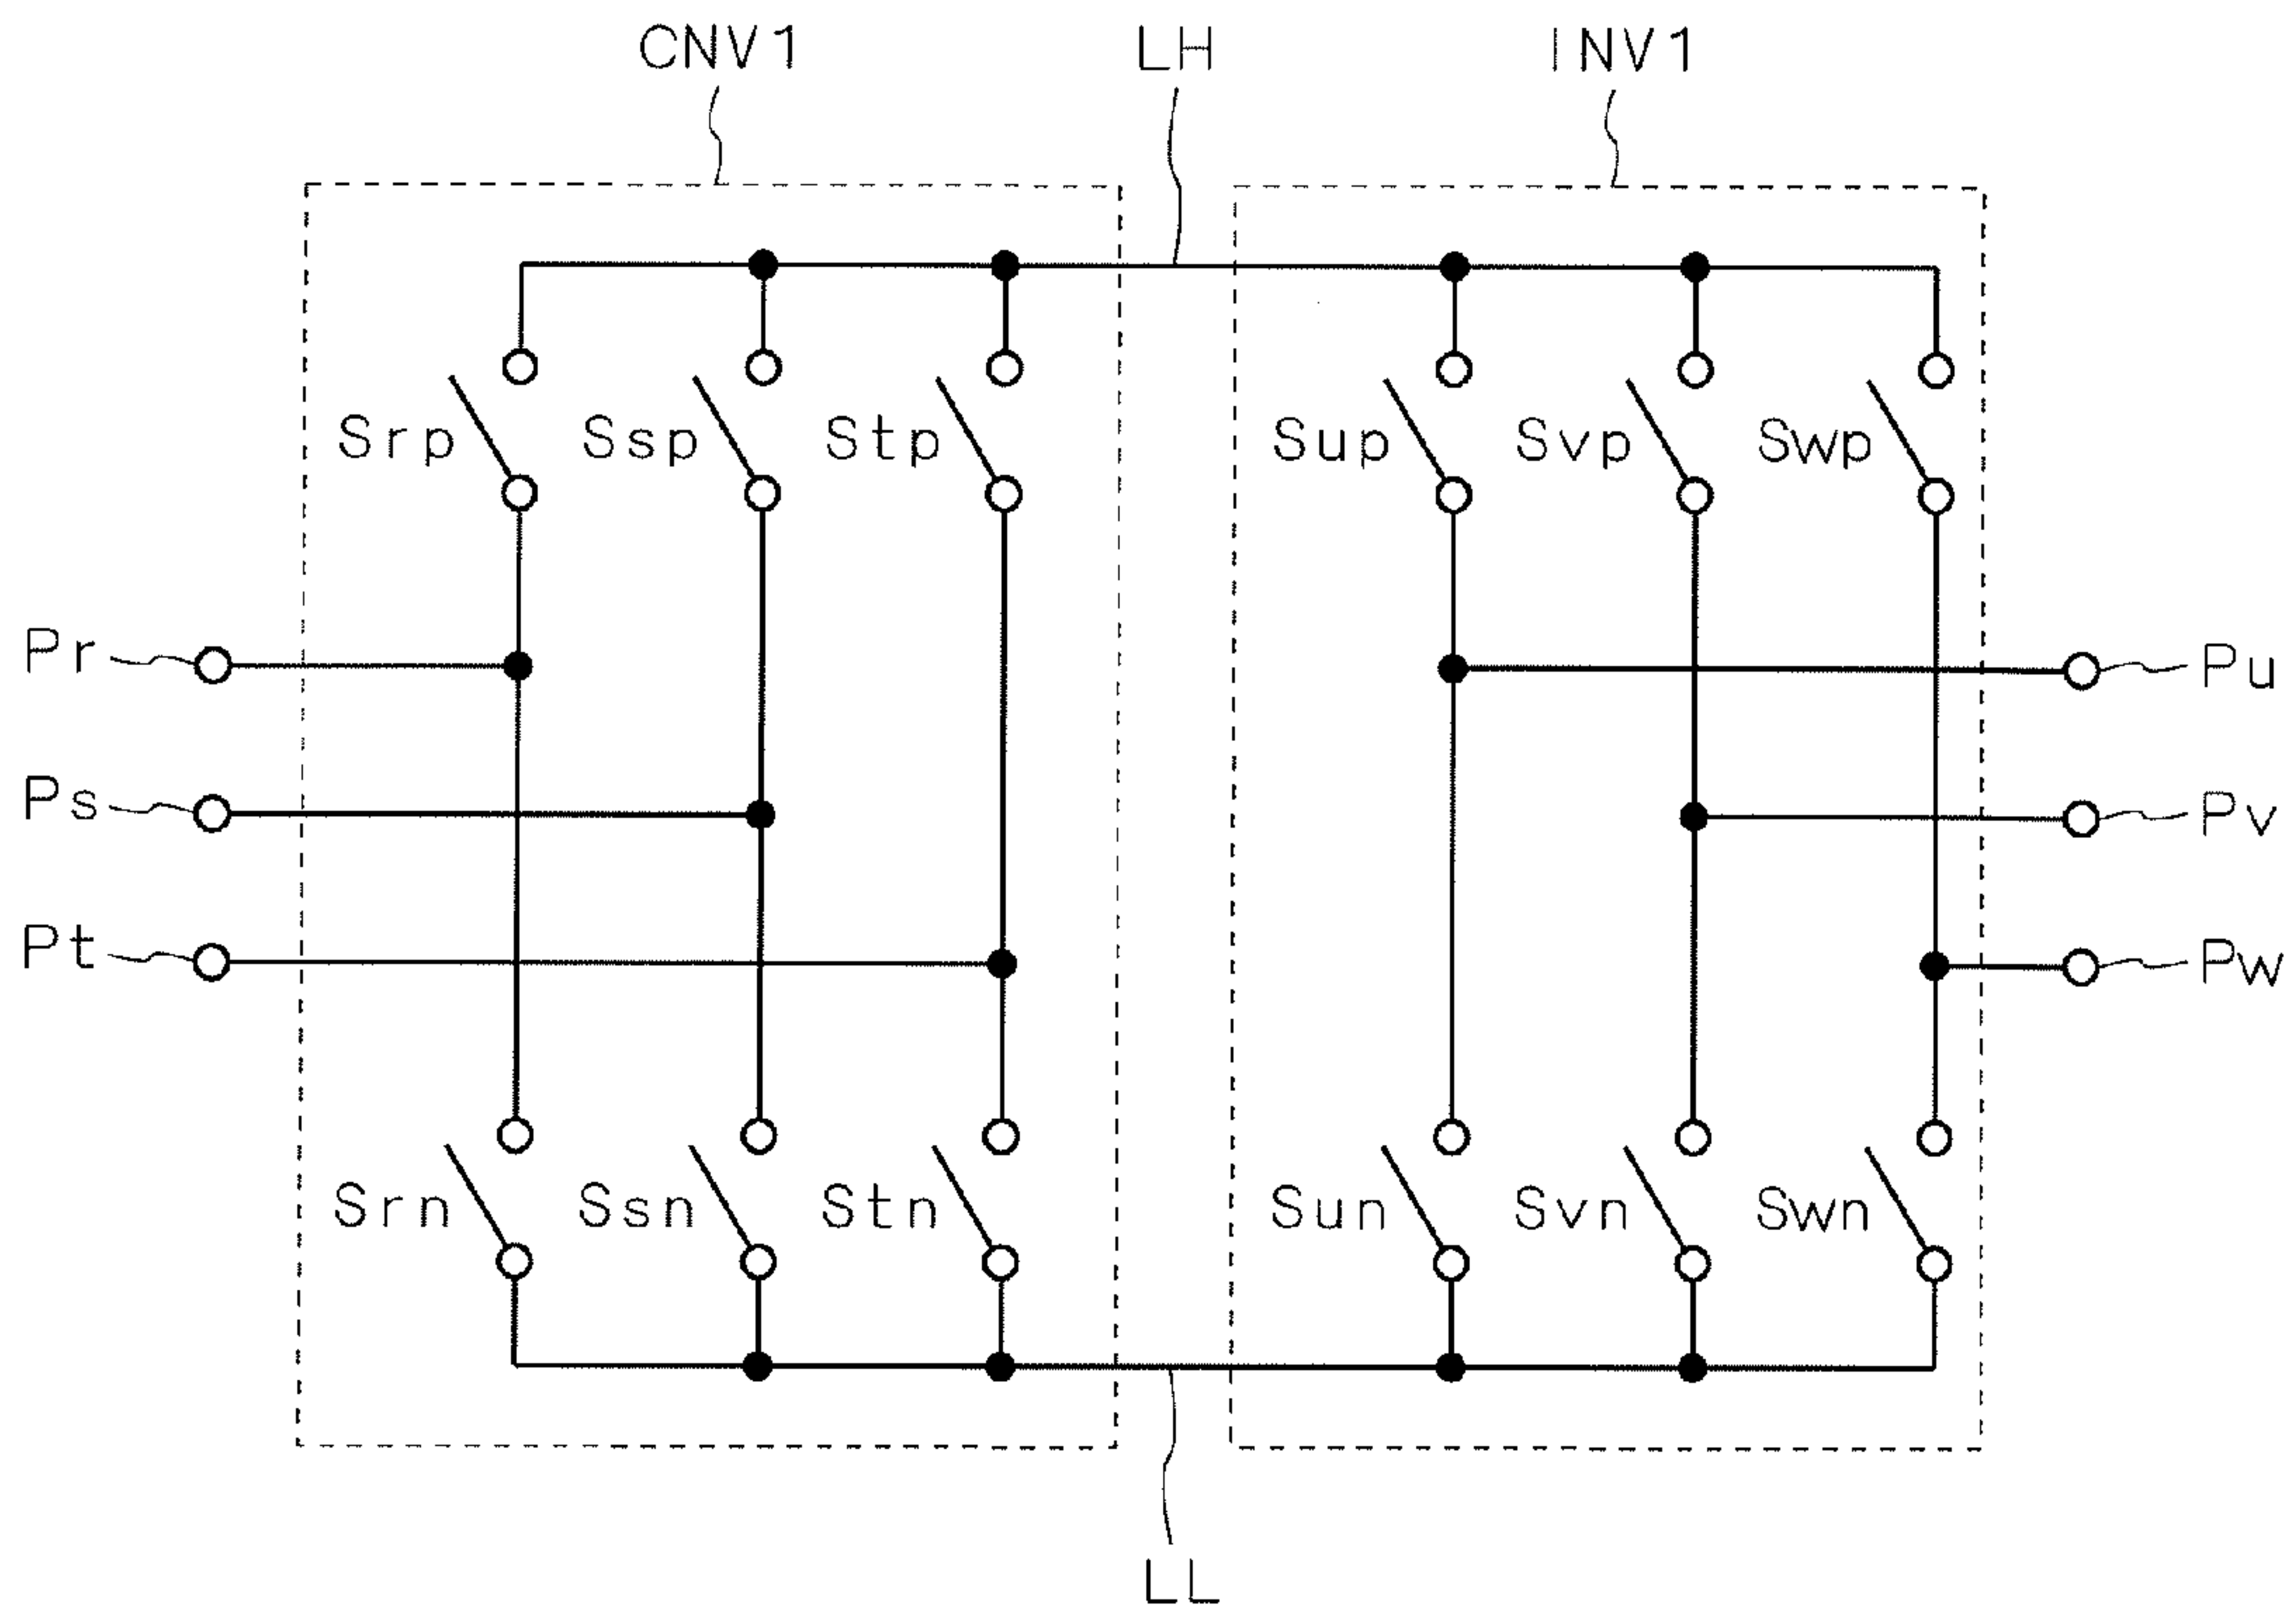 CNV1 LH INV1
Srp Ssp Stp Sup Svp Swp
Pr Pu
Ps Pv
Pt Pw
Srn Ssn Stn Sun Svn Swn
LL